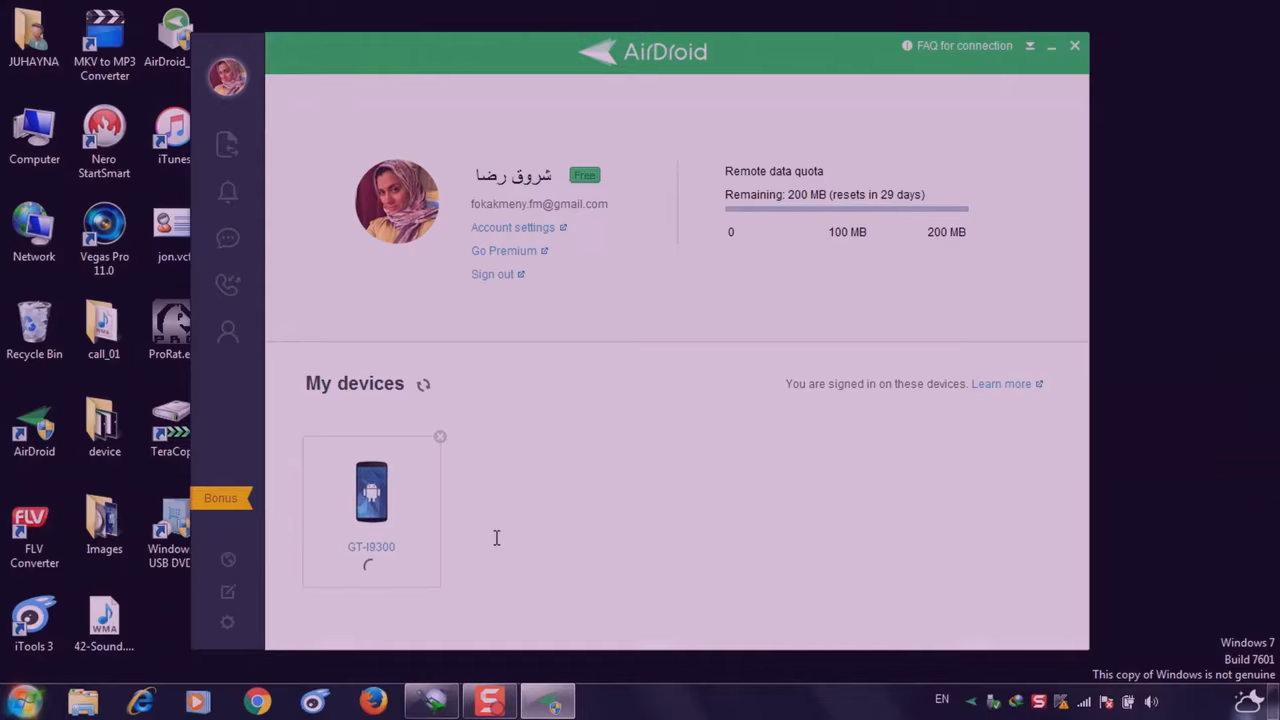 JUHAYNA
MKV to MP3
Converter
AirDroid_
Computer
Nero
StartSmart
iTunes
Network
Vegas Pro
11.0
jon.vcf
Recycle Bin
call_01
ProRat.e
AirDroid
device
TeraCop
FLV
Converter
Images
Windows
USB DVD
iTools 3
42-Sound....
WMA
WMA
FLV
AirDroid
FAQ for connection
شروق رضا
Free
fokakmeny.fm@gmail.com
Account settings
Go Premium
Sign out
Remote data quota
Remaining: 200 MB (resets in 29 days)
0 100 MB 200 MB
My devices
You are signed in on these devices. Learn more
GT-I9300
Bonus
Windows 7
Build 7601
This copy of Windows is not genuine
EN